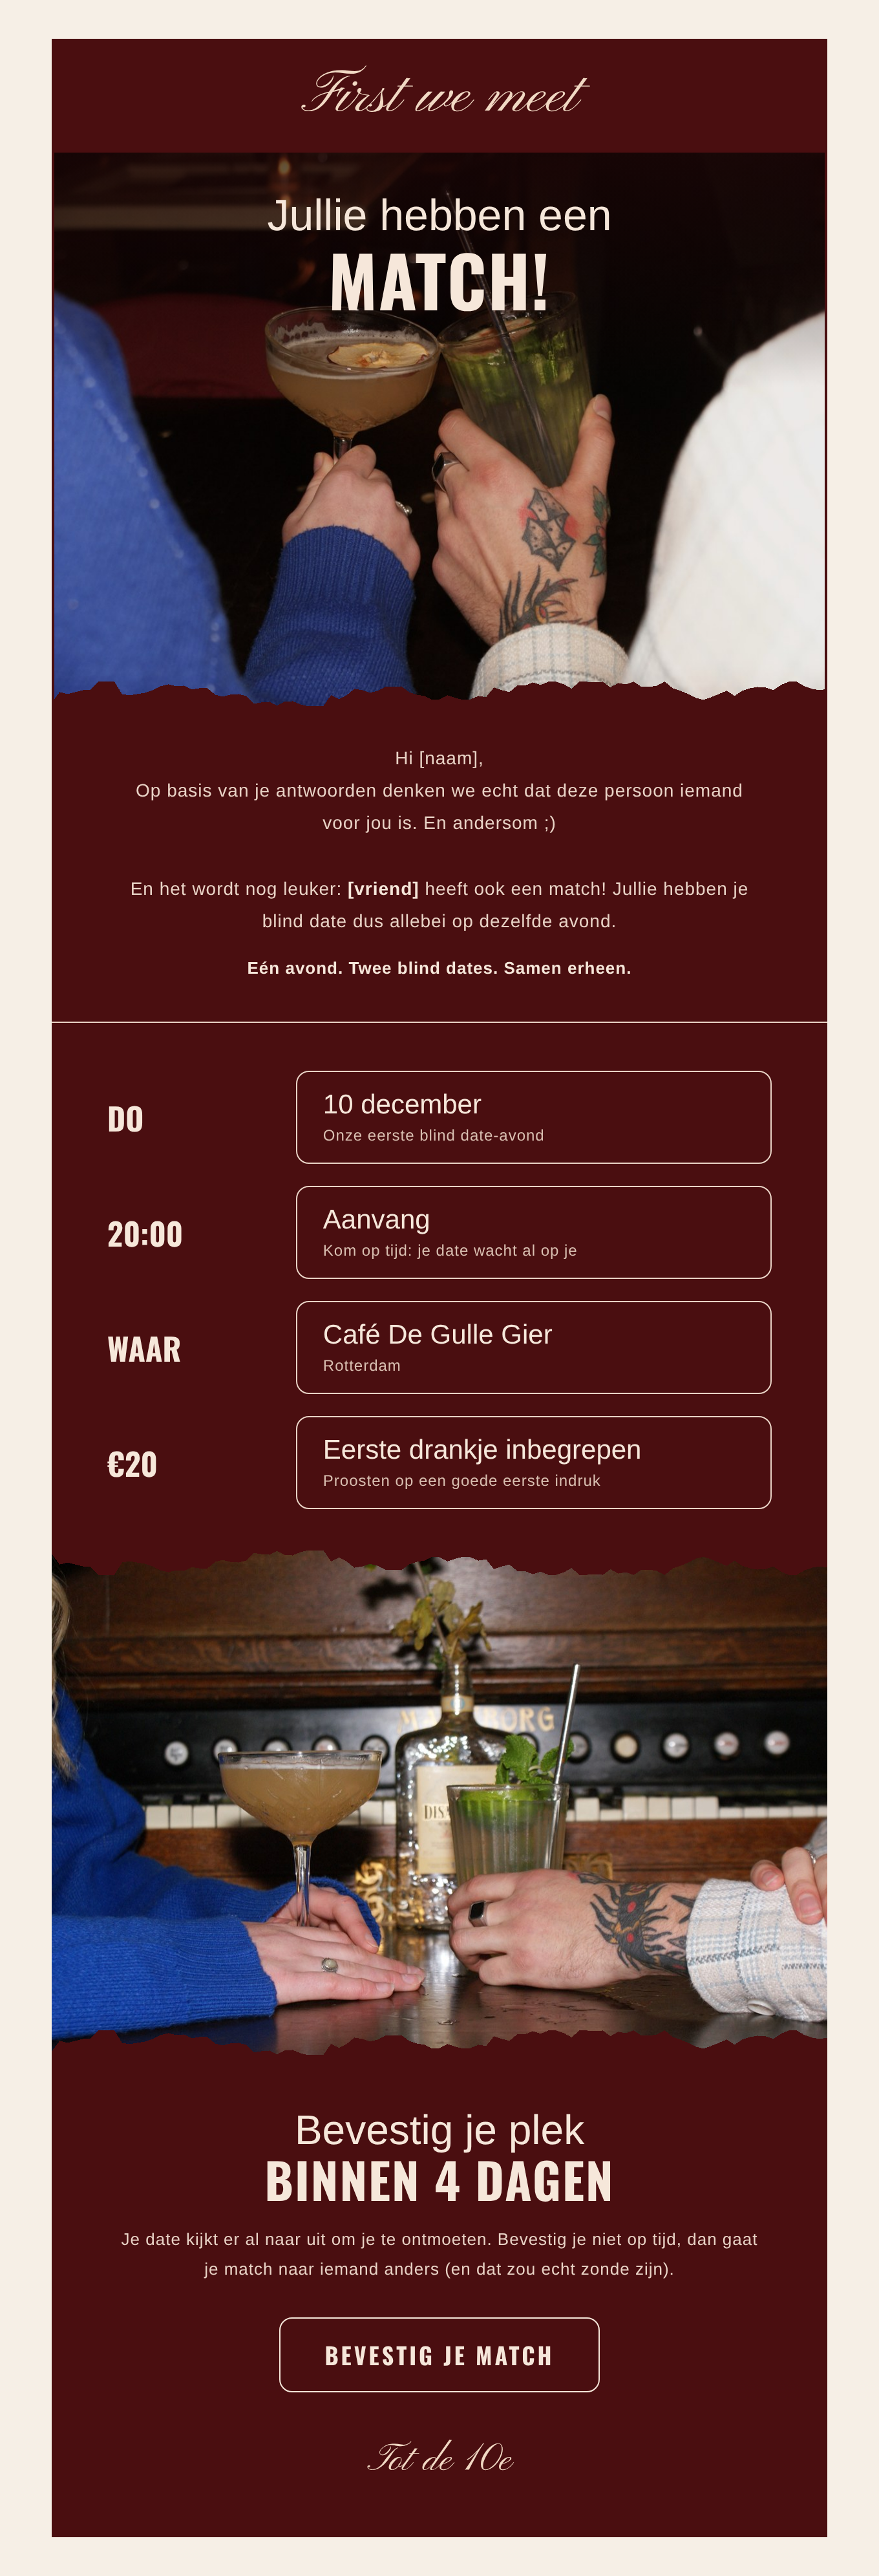 First we meet
Jullie hebben een
MATCH!
Hi [naam],
Op basis van je antwoorden denken we echt dat deze persoon iemand
voor jou is. En andersom ;)
En het wordt nog leuker: [vriend] heeft ook een match! Jullie hebben je
blind date dus allebei op dezelfde avond.
Eén avond. Twee blind dates. Samen erheen.
DO
10 december
Onze eerste blind date-avond
20:00
Aanvang
Kom op tijd: je date wacht al op je
WAAR
Café De Gulle Gier
Rotterdam
€20
Eerste drankje inbegrepen
Proosten op een goede eerste indruk
Bevestig je plek
BINNEN 4 DAGEN
Je date kijkt er al naar uit om je te ontmoeten. Bevestig je niet op tijd, dan gaat
je match naar iemand anders (en dat zou echt zonde zijn).
BEVESTIG JE MATCH
Tot de 10e